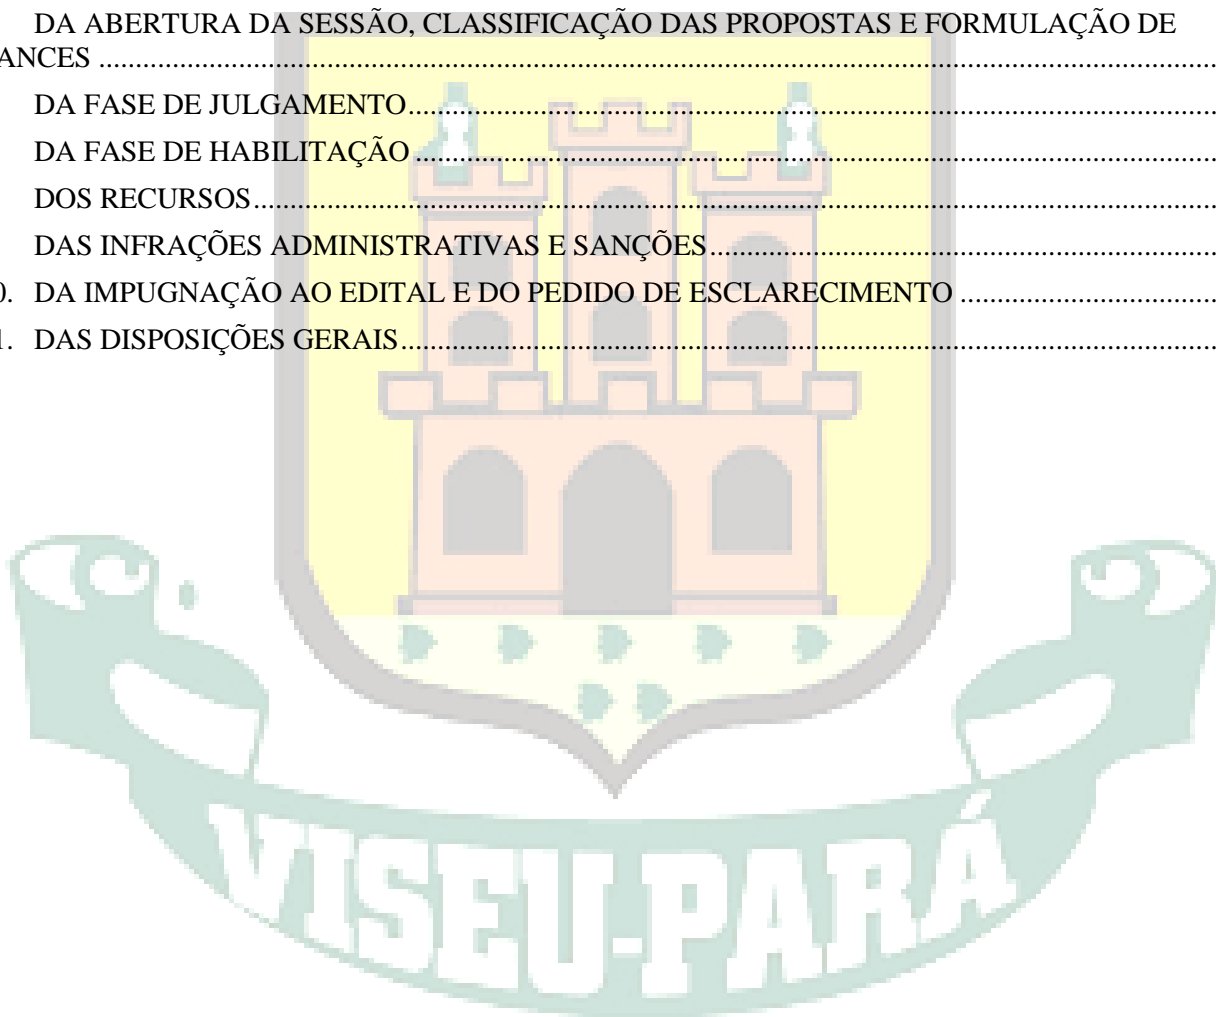 DA ABERTURA DA SESSÃO, CLASSIFICAÇÃO DAS PROPOSTAS E FORMULAÇÃO DE
ANCES ................................................................................
DA FASE DE JULGAMENTO ................................................................................
DA FASE DE HABILITAÇÃO ................................................................................
DOS RECURSOS ................................................................................
DAS INFRAÇÕES ADMINISTRATIVAS E SANÇÕES ................................................................................
0. DA IMPUGNAÇÃO AO EDITAL E DO PEDIDO DE ESCLARECIMENTO ................................................................................
1. DAS DISPOSIÇÕES GERAIS ................................................................................
VISEU-PARÁ